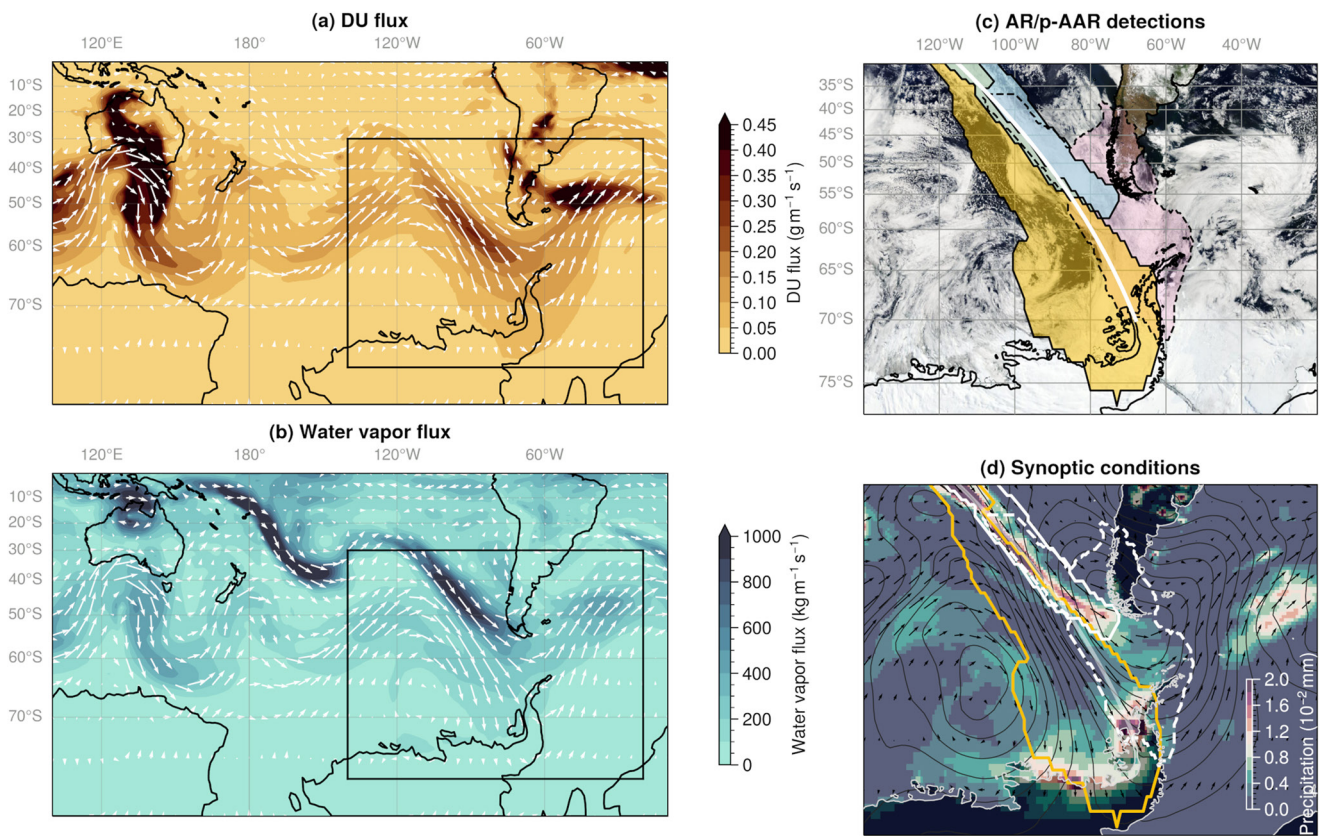 (a) DU flux
120°E 180° 120°W 60°W
10°S
20°S
30°S
40°S
50°S
60°S
70°S
0.45
0.40
0.35
0.30
0.25
0.20
0.15
0.10
0.05
0.00
DU flux (gm⁻¹ s⁻¹)
(b) Water vapor flux
120°E 180° 120°W 60°W
10°S
20°S
30°S
40°S
50°S
60°S
70°S
1000
800
600
400
200
0
Water vapor flux (kgm⁻¹ s⁻¹)
(c) AR/p-AAR detections
120°W 100°W 80°W 60°W 40°W
35°S
40°S
45°S
50°S
55°S
60°S
65°S
70°S
75°S
(d) Synoptic conditions
2.0
1.6
1.2
0.8
0.4
0.0
Precipitation (10⁻² mm)